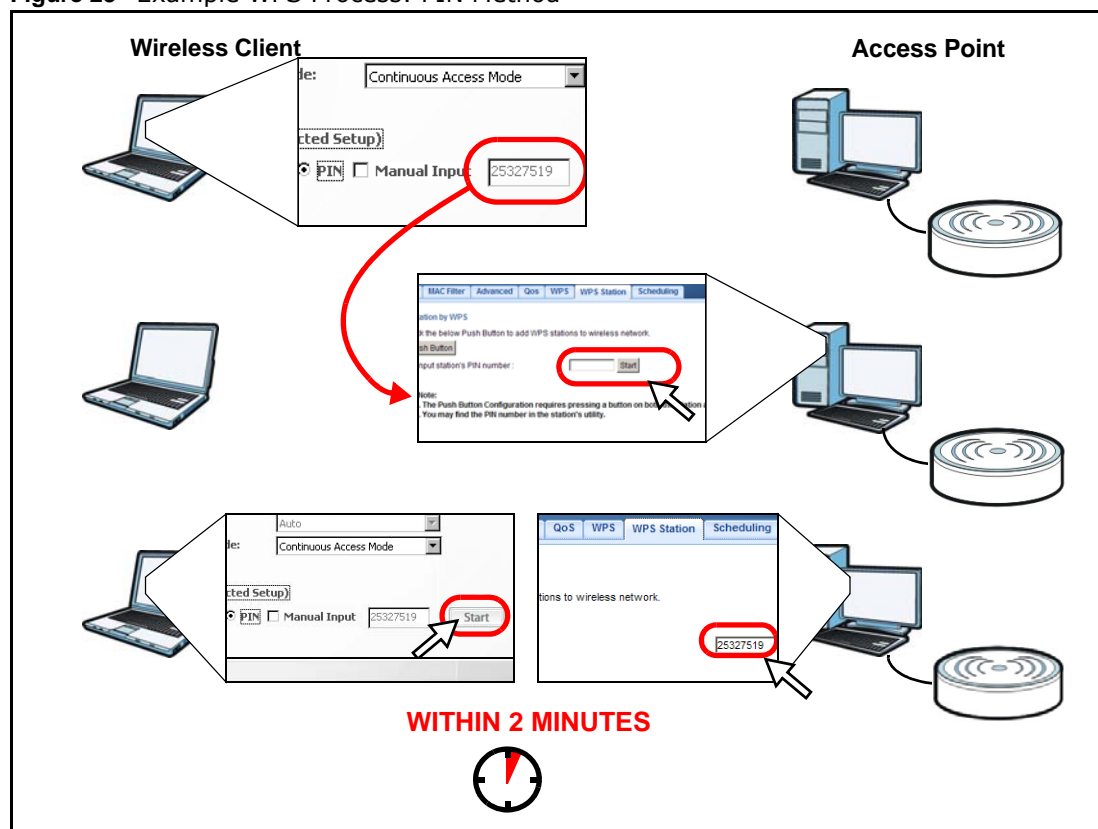 Example WPS Process: PIN Method
Wireless Client
Access Point
de:
Continuous Access Mode
cted Setup)
PIN
Manual Input
25327519
MAC Filter
Advanced
Qos
WPS
WPS Station
Scheduling
ation by WPS
k the below Push Button to add WPS stations to wireless network.
sh Button
nput station's PIN number :
Start
Note:
. The Push Button Configuration requires pressing a button on both the station a
. You may find the PIN number in the station's utility.
Auto
de:
Continuous Access Mode
cted Setup)
PIN
Manual Input
25327519
Start
QoS
WPS
WPS Station
Scheduling
tions to wireless network.
25327519
WITHIN 2 MINUTES